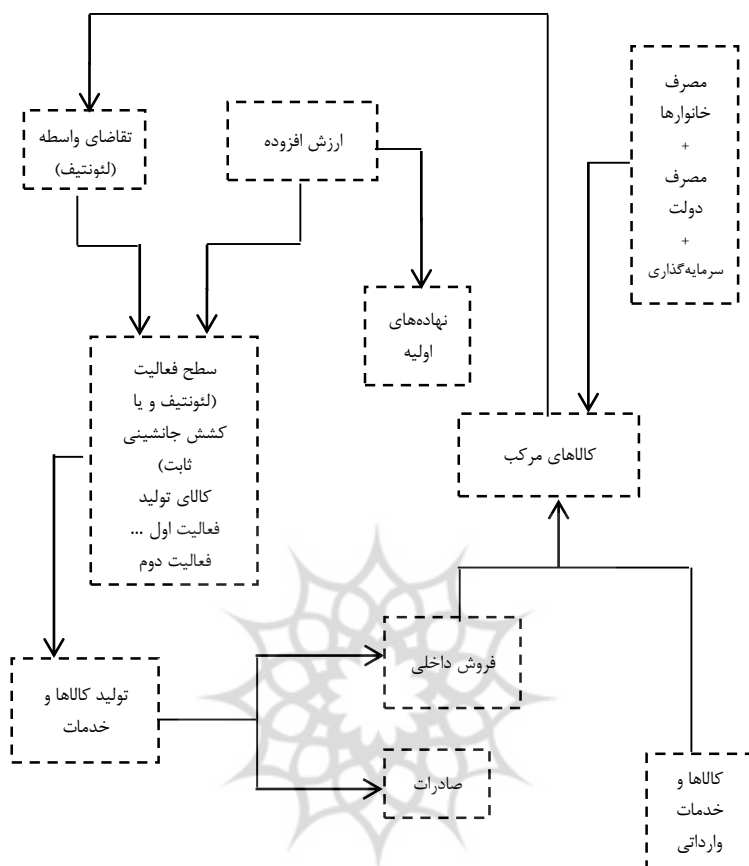 مصرف
خانوارها
+
مصرف
دولت
+
سرمایه‌گذاری
ارزش افزوده
تقاضای واسطه
(لئونتیف)
نهاده‌های
اولیه
سطح فعالیت
(لئونتیف و یا
کشش جانشینی
ثابت)
کالای تولید
فعالیت اول ...
فعالیت دوم
کالاهای مرکب
فروش داخلی
تولید کالاها و
خدمات
صادرات
کالاها و
خدمات
وارداتی